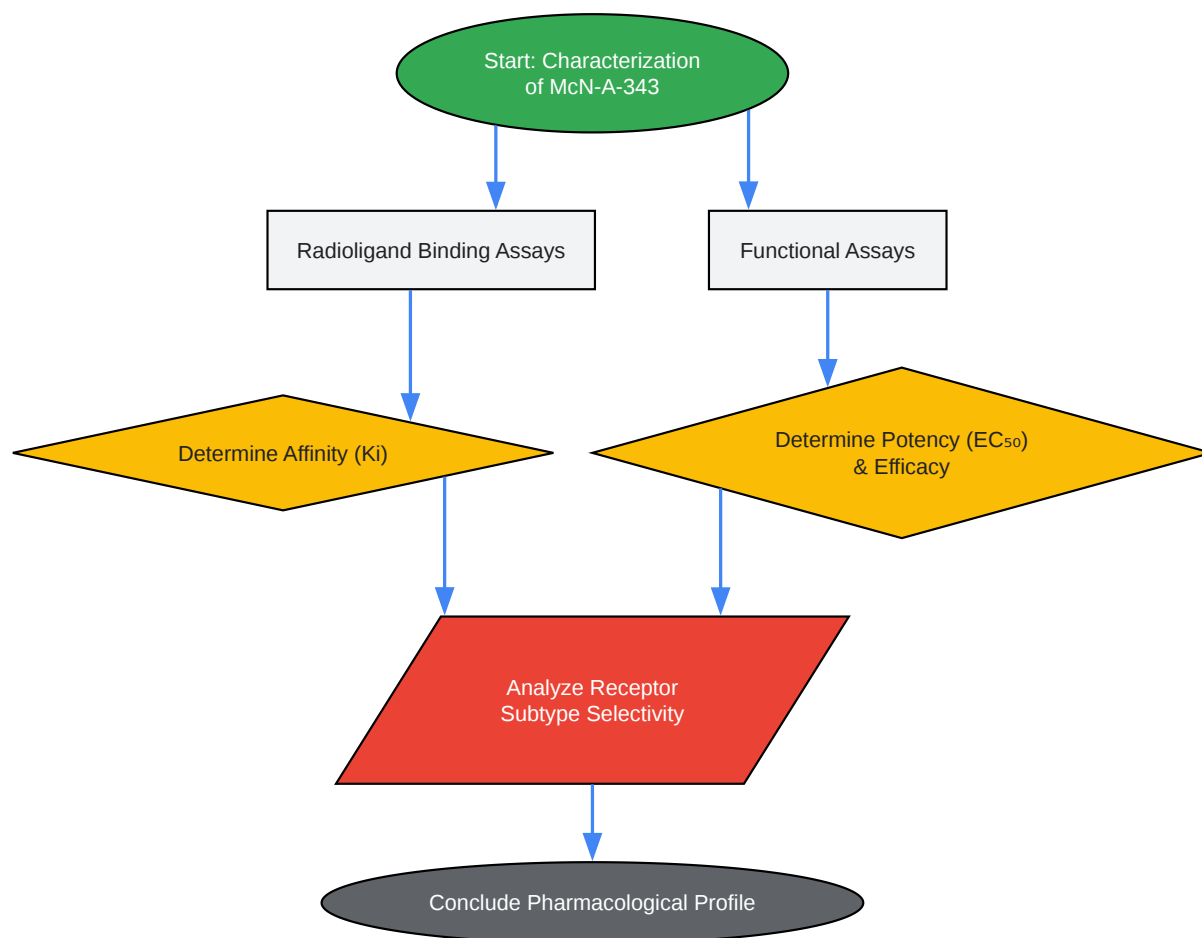 Start: Characterization
of McN-A-343
Radioligand Binding Assays
Functional Assays
Determine Affinity (Ki)
Determine Potency (EC₅₀)
& Efficacy
Analyze Receptor
Subtype Selectivity
Conclude Pharmacological Profile